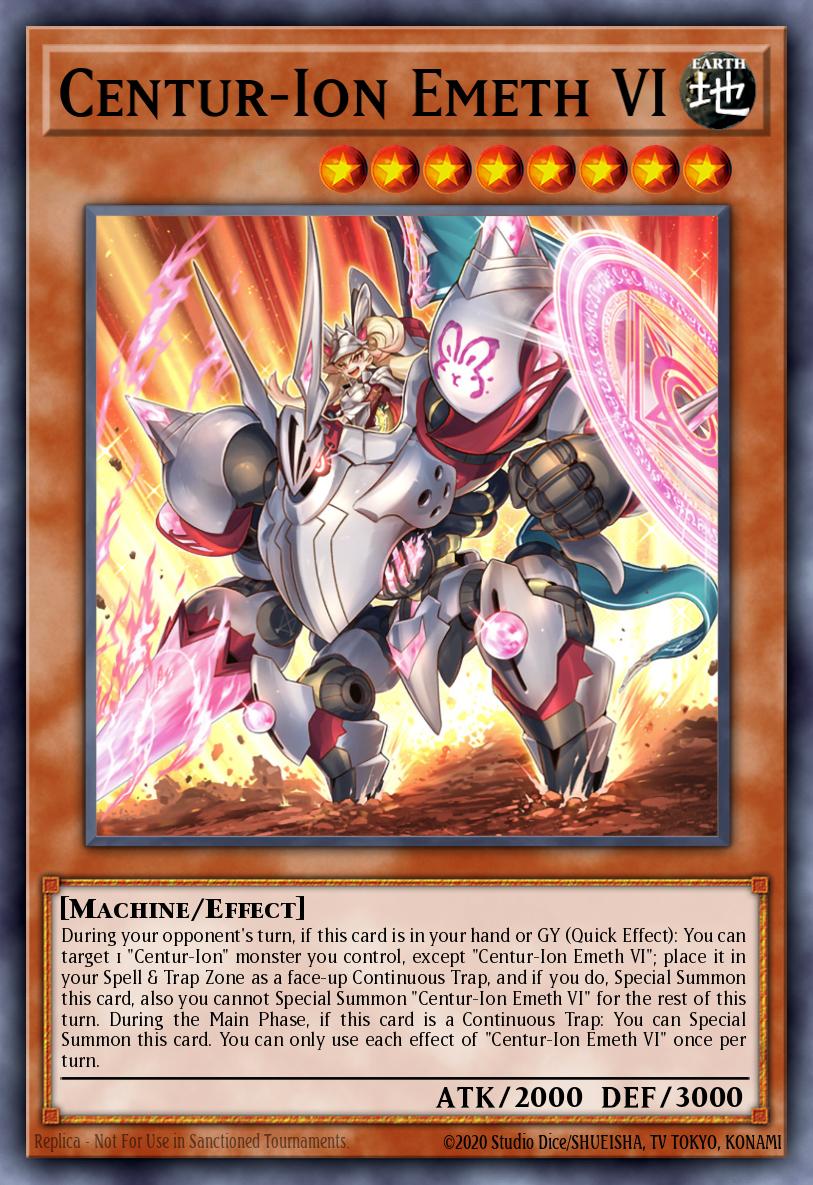 Centur-Ion Emeth VI
EARTH
地
[Machine/Effect]
During your opponent's turn, if this card is in your hand or GY (Quick Effect): You can
target 1 "Centur-Ion" monster you control, except "Centur-Ion Emeth VI"; place it in
your Spell & Trap Zone as a face-up Continuous Trap, and if you do, Special Summon
this card, also you cannot Special Summon "Centur-Ion Emeth VI" for the rest of this
turn. During the Main Phase, if this card is a Continuous Trap: You can Special
Summon this card. You can only use each effect of "Centur-Ion Emeth VI" once per
turn.
ATK/2000 DEF/3000
Replica - Not For Use in Sanctioned Tournaments.
©2020 Studio Dice/SHUEISHA, TV TOKYO, KONAMI